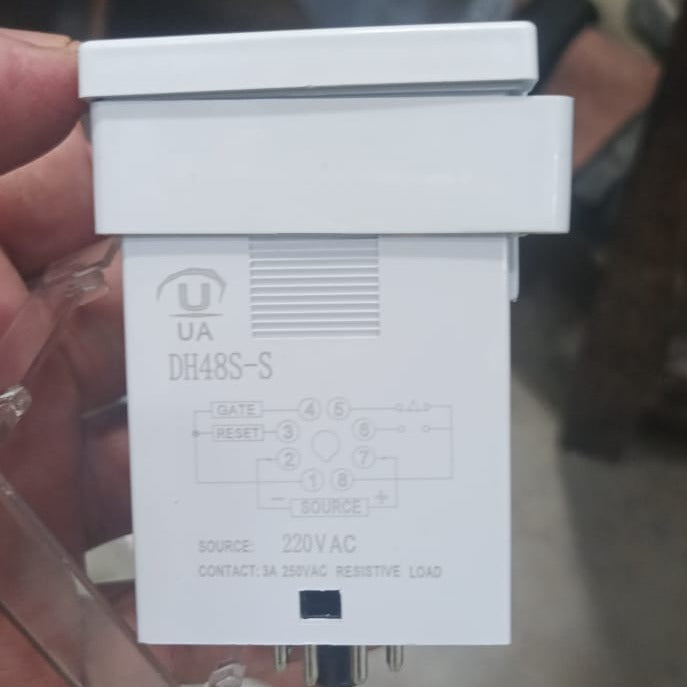 U
UA
DH48S-S
GATE 4 5
RESET 3 6
2 7
1 8
- SOURCE +
SOURCE: 220VAC
CONTACT: 3A 250VAC RESISTIVE LOAD